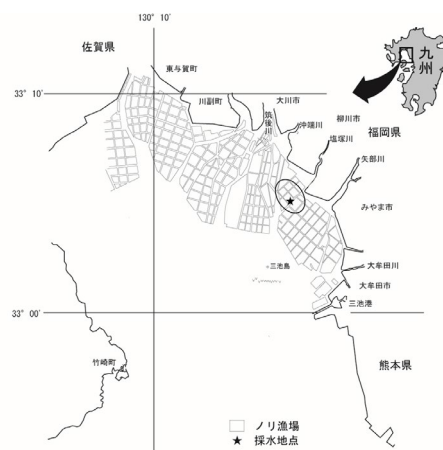 130° 10'
佐賀県
東与賀町
九州
33° 10'
川副町
大川市
筑後川
沖端川
柳川市
福岡県
塩塚川
矢部川
みやま市
三池島
大牟田川
大牟田市
三池港
33° 00'
竹崎町
熊本県
ノリ漁場
★ 採水地点